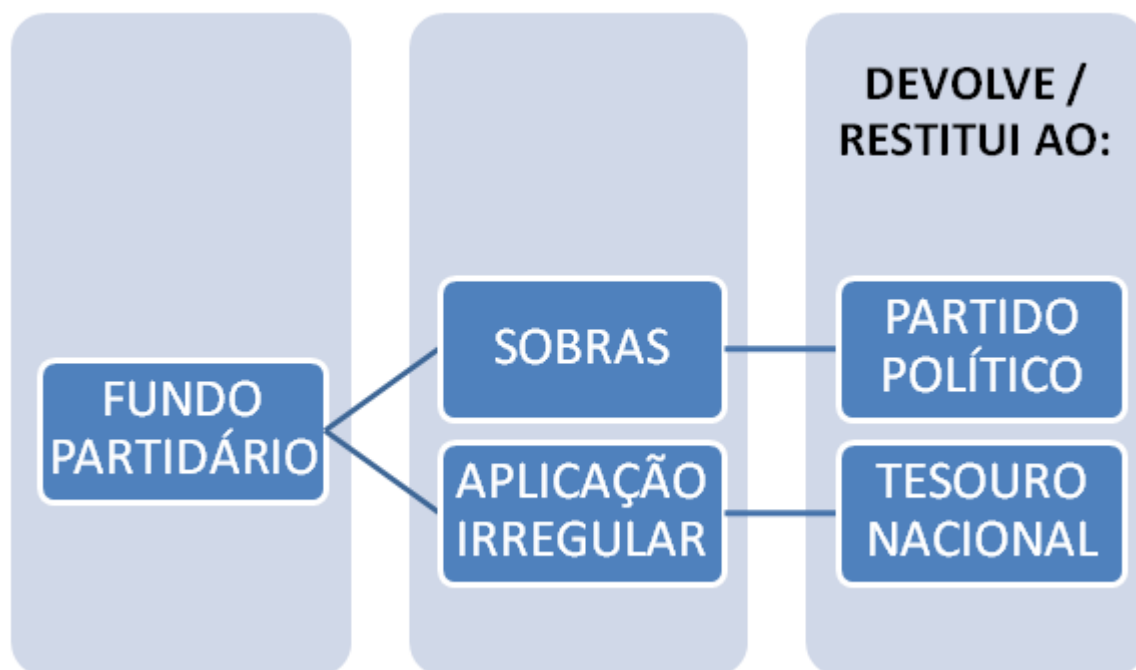 DEVOLVE /
RESTITUI AO:
FUNDO
PARTIDÁRIO
SOBRAS
PARTIDO
POLÍTICO
APLICAÇÃO
IRREGULAR
TESOURO
NACIONAL